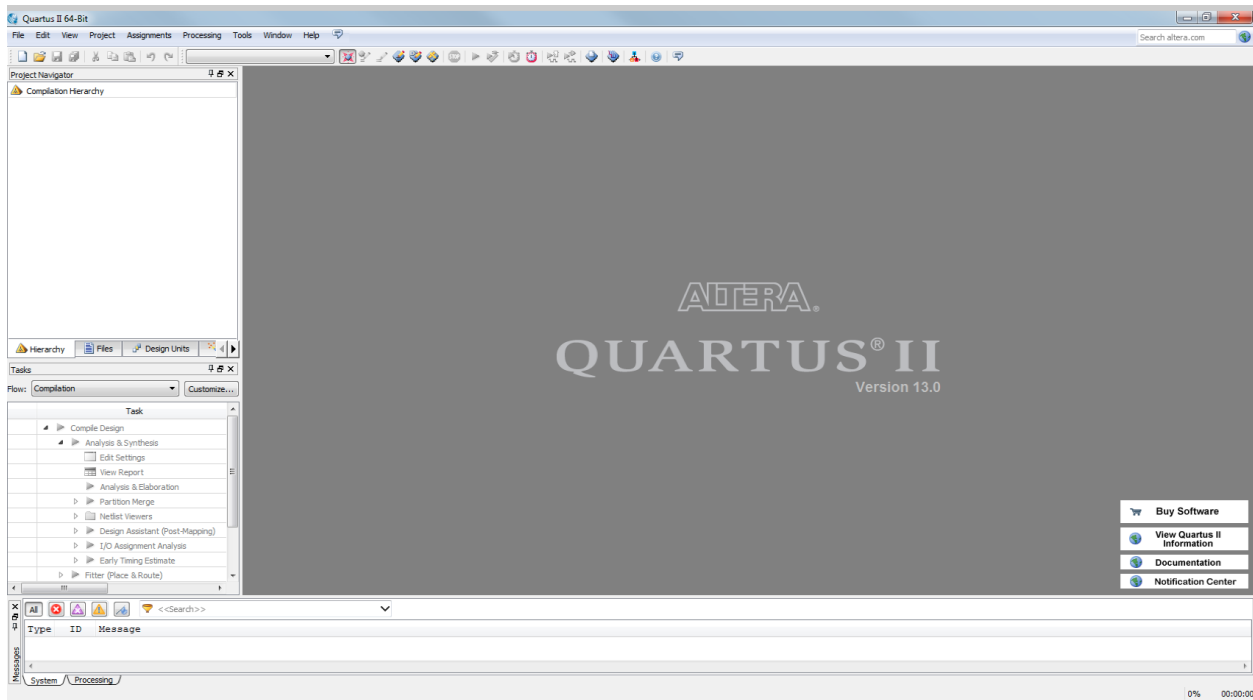 Quartus II 64-Bit
File Edit View Project Assignments Processing Tools Window Help
Search altera.com
Project Navigator
Compilation Hierarchy
Hierarchy Files Design Units
Tasks
Flow: Compilation Customize...
Task
Compile Design
Analysis & Synthesis
Edit Settings
View Report
Analysis & Elaboration
Partition Merge
Netlist Viewers
Design Assistant (Post-Mapping)
I/O Assignment Analysis
Early Timing Estimate
Fitter (Place & Route)
ALTERA®
QUARTUS® II
Version 13.0
Buy Software
View Quartus II
Information
Documentation
Notification Center
All <<Search>>
Type ID Message
Messages
System Processing
0% 00:00:00